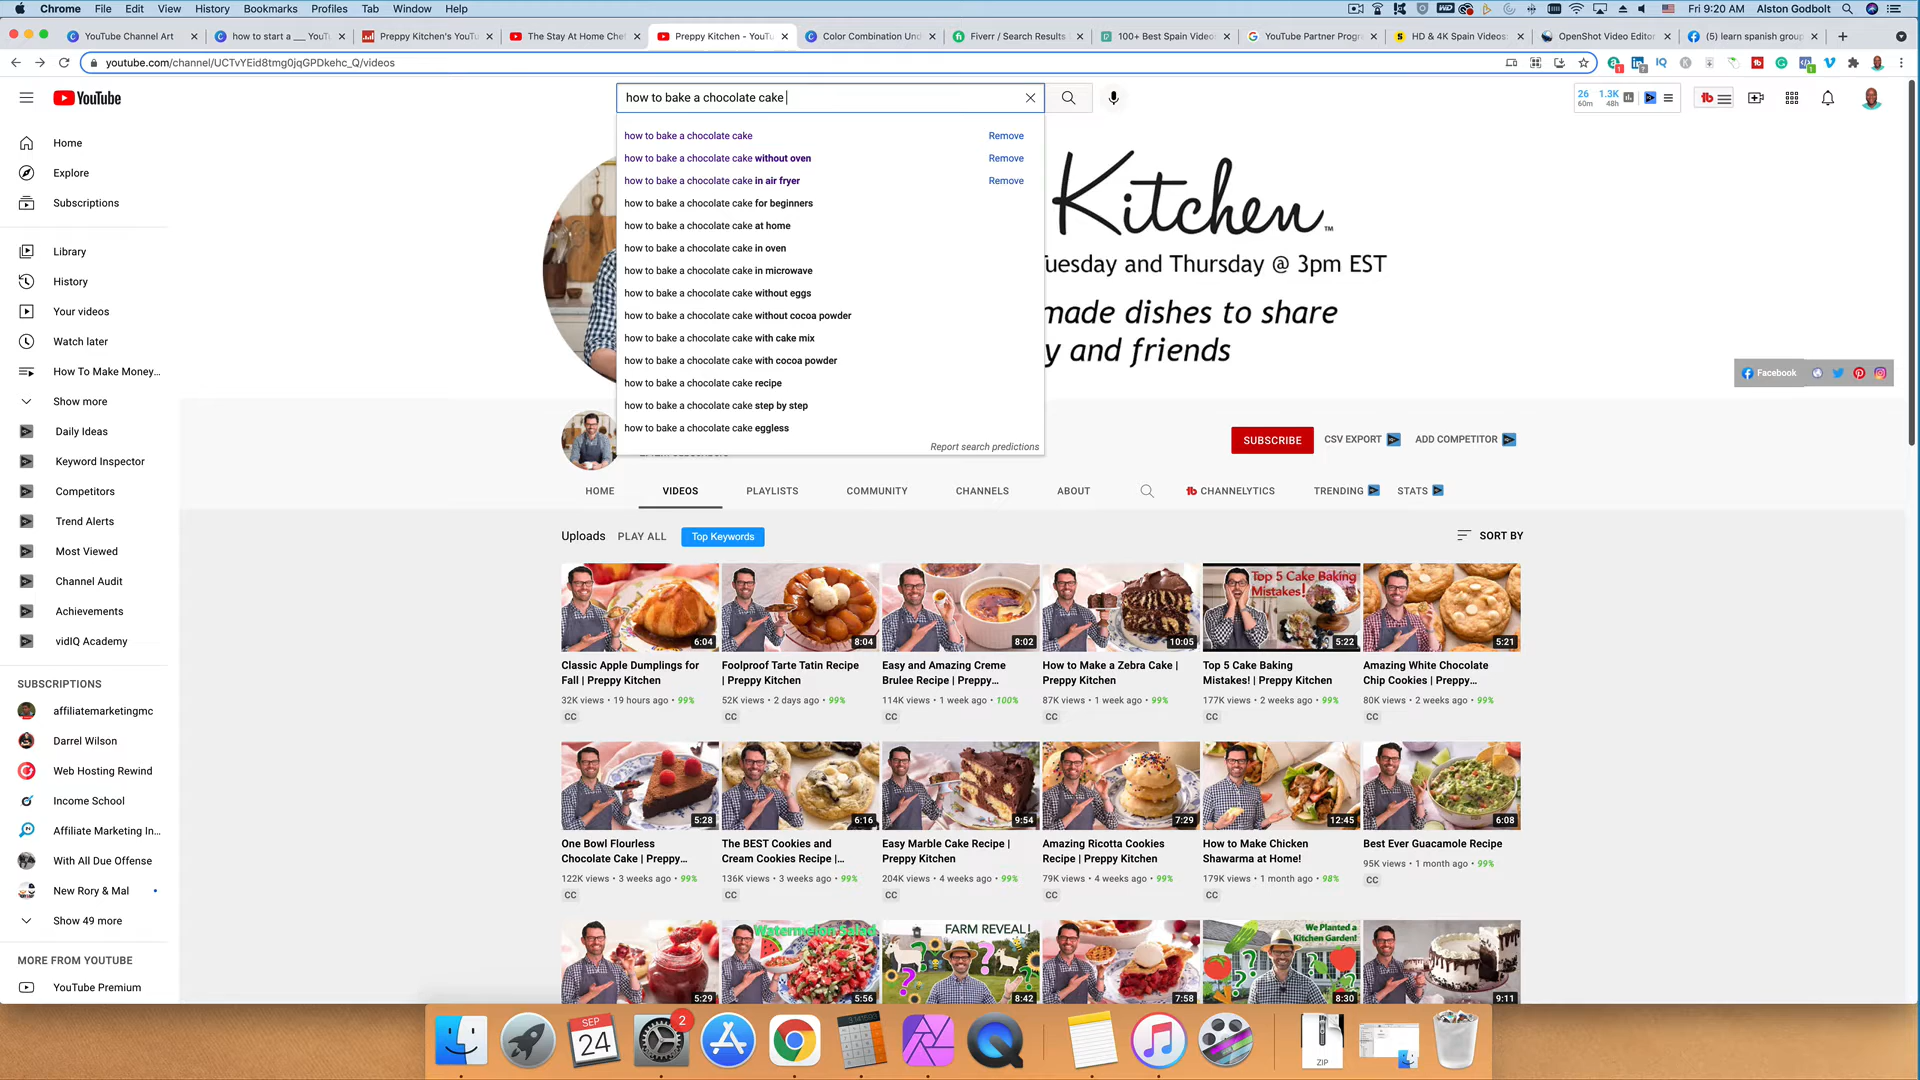 Chrome File Edit View History Bookmarks Profiles Tab Window Help Fri 9:20 AM Alston Godbolt
YouTube Channel Art how to start a ___ YouTu Preppy Kitchen's YouTu The Stay At Home Chef Preppy Kitchen - YouTu Color Combination Und Fiverr / Search Results 100+ Best Spain Videos YouTube Partner Progr HD & 4K Spain Videos OpenShot Video Editor (5) learn spanish group
youtube.com/channel/UCTvYEid8tmg0jqGPDkehc_Q/videos
YouTube
how to bake a chocolate cake
26 60m 1.3K 48h
how to bake a chocolate cake Remove
how to bake a chocolate cake without oven Remove
how to bake a chocolate cake in air fryer Remove
how to bake a chocolate cake for beginners
how to bake a chocolate cake at home
how to bake a chocolate cake in oven
how to bake a chocolate cake in microwave
how to bake a chocolate cake without eggs
how to bake a chocolate cake without cocoa powder
how to bake a chocolate cake with cake mix
how to bake a chocolate cake with cocoa powder
how to bake a chocolate cake recipe
how to bake a chocolate cake step by step
how to bake a chocolate cake eggless
Report search predictions
Kitchen™
uesday and Thursday @ 3pm EST
made dishes to share
y and friends
Facebook
Home
Explore
Subscriptions
Library
History
Your videos
Watch later
How To Make Money...
Show more
Daily Ideas
Keyword Inspector
Competitors
Trend Alerts
Most Viewed
Channel Audit
Achievements
vidIQ Academy
SUBSCRIPTIONS
affiliatemarketingmc
Darrel Wilson
Web Hosting Rewind
Income School
Affiliate Marketing In...
With All Due Offense
New Rory & Mal
Show 49 more
MORE FROM YOUTUBE
YouTube Premium
SUBSCRIBE CSV EXPORT ADD COMPETITOR
HOME VIDEOS PLAYLISTS COMMUNITY CHANNELS ABOUT CHANNELYTICS TRENDING STATS
Uploads PLAY ALL Top Keywords SORT BY
6:04
Classic Apple Dumplings for
Fall | Preppy Kitchen
32K views • 19 hours ago • 99%
CC
8:04
Foolproof Tarte Tatin Recipe
| Preppy Kitchen
52K views • 2 days ago • 99%
CC
8:02
Easy and Amazing Creme
Brulee Recipe | Preppy...
114K views • 1 week ago • 100%
CC
10:05
How to Make a Zebra Cake |
Preppy Kitchen
87K views • 1 week ago • 99%
CC
Top 5 Cake Baking
Mistakes!
5:22
Top 5 Cake Baking
Mistakes! | Preppy Kitchen
177K views • 2 weeks ago • 99%
CC
5:21
Amazing White Chocolate
Chip Cookies | Preppy...
80K views • 2 weeks ago • 99%
CC
5:28
One Bowl Flourless
Chocolate Cake | Preppy...
122K views • 3 weeks ago • 99%
CC
6:16
The BEST Cookies and
Cream Cookies Recipe |...
136K views • 3 weeks ago • 99%
CC
9:54
Easy Marble Cake Recipe |
Preppy Kitchen
204K views • 4 weeks ago • 99%
CC
7:29
Amazing Ricotta Cookies
Recipe | Preppy Kitchen
79K views • 4 weeks ago • 99%
CC
12:45
How to Make Chicken
Shawarma at Home!
179K views • 1 month ago • 98%
CC
6:08
Best Ever Guacamole Recipe
95K views • 1 month ago • 99%
CC
5:29
Watermelon Salad
5:56
FARM REVEAL!
8:42
7:58
We Planted a
Kitchen Garden!
8:30
9:11
SEP
24
2
ZIP